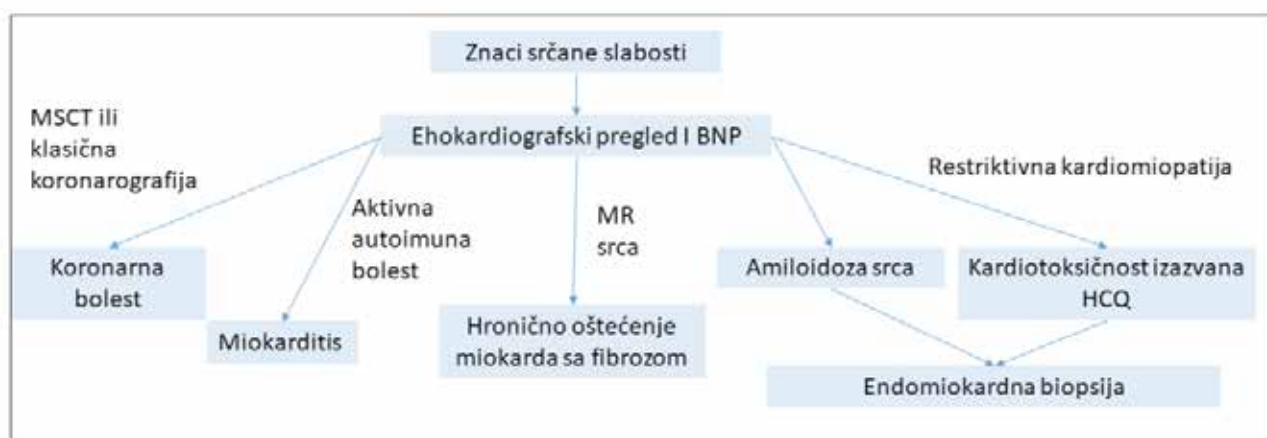 Znaci srčane slabosti
Ehokardiografski pregled I BNP
MSCT ili
klasična
koronarografija
Aktivna
autoimuna
bolest
MR
srca
Restriktivna kardiomiopatija
Koronarna
bolest
Miokarditis
Hronično oštećenje
miokarda sa fibrozom
Amiloidoza srca
Kardiotoksičnost izazvana
HCQ
Endomiokardna biopsija